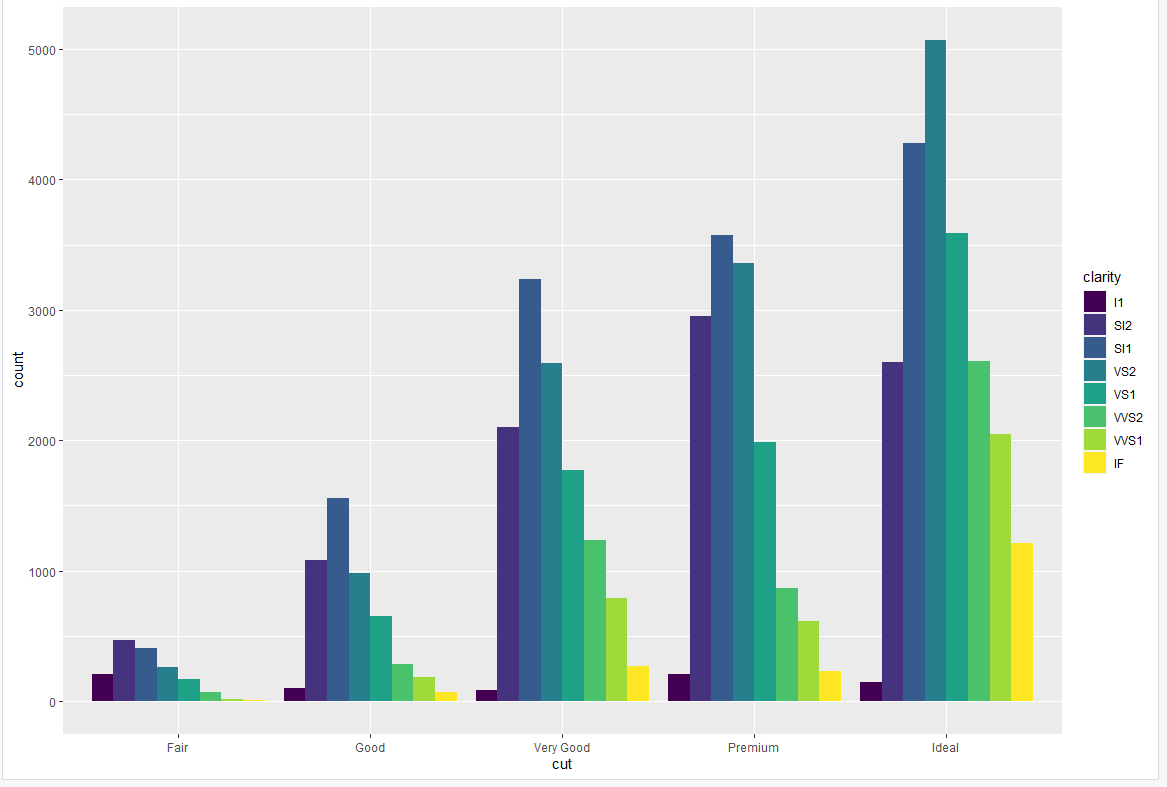 5000
4000
3000
2000
1000
0
count
Fair Good Very Good Premium Ideal
cut
clarity
I1
SI2
SI1
VS2
VS1
VVS2
VVS1
IF